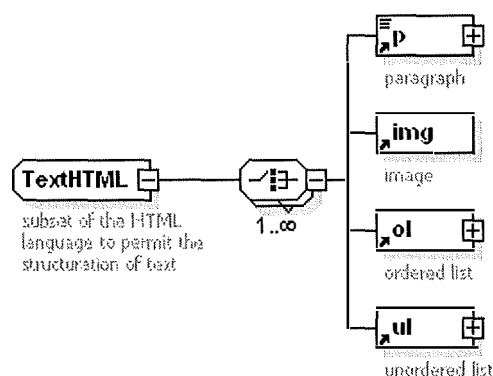 p
paragraph
img
image
TextHTML
subset of the HTML
language to permit the
structuration of text
1..∞
ol
ordered list
ul
unordered list